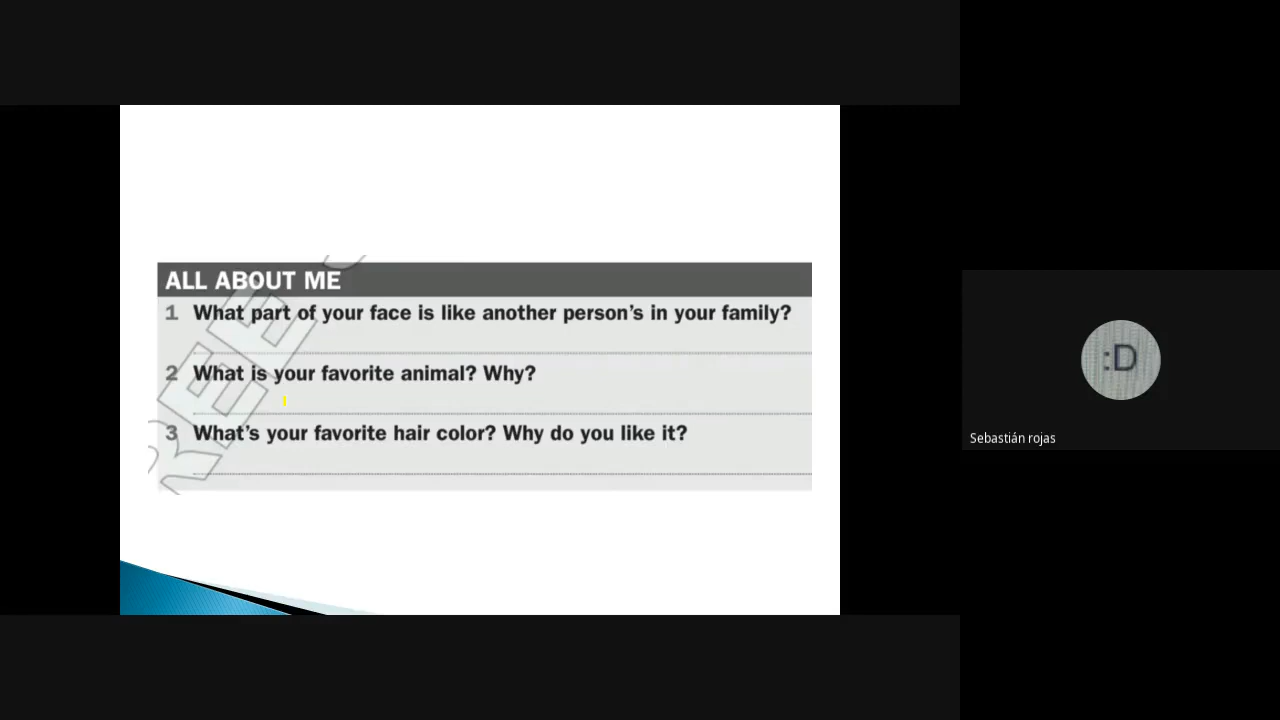 ALL ABOUT ME
1 What part of your face is like another person's in your family?
2 What is your favorite animal? Why?
3 What's your favorite hair color? Why do you like it?
:D
Sebastián rojas